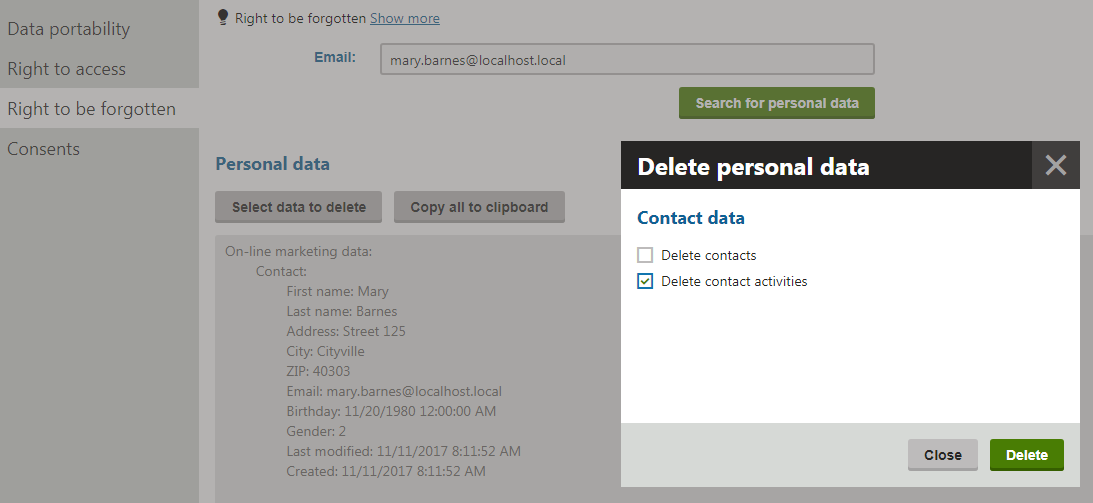 Data portability
Right to access
Right to be forgotten
Consents
Right to be forgotten Show more
Email: mary.barnes@localhost.local
Search for personal data
Personal data
Select data to delete Copy all to clipboard
On-line marketing data:
Contact:
First name: Mary
Last name: Barnes
Address: Street 125
City: Cityville
ZIP: 40303
Email: mary.barnes@localhost.local
Birthday: 11/20/1980 12:00:00 AM
Gender: 2
Last modified: 11/11/2017 8:11:52 AM
Created: 11/11/2017 8:11:52 AM
Delete personal data
Contact data
Delete contacts
Delete contact activities
Close Delete